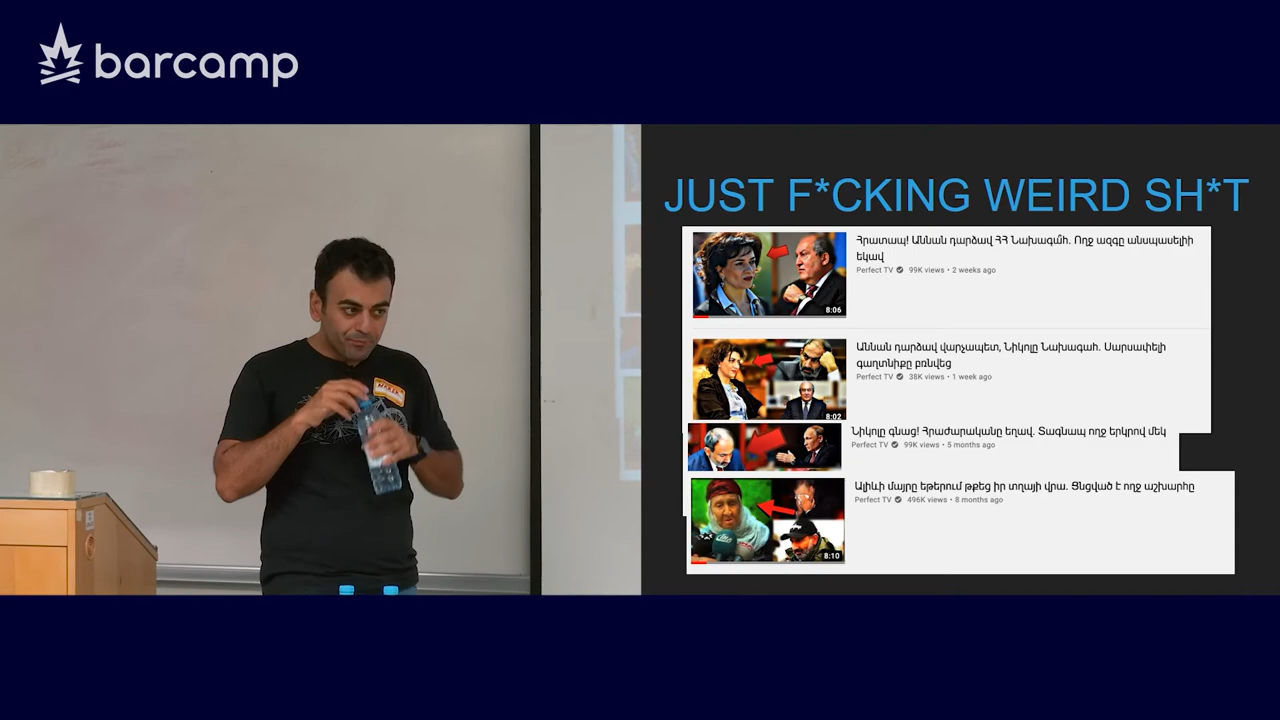 barcamp
JUST F*CKING WEIRD SH*T
Հրատապ! Աննան դարձավ ՀՀ Նախագահ. Ողջ ազգը անսպասելիի
եկավ
Perfect TV 99K views • 2 weeks ago
8:06
Աննան դարձավ վարչապետ, Նիկոլը Նախագահ. Սարսափելի
գաղտնիքը բռնվեց
Perfect TV 38K views • 1 week ago
8:02
Նիկոլը գնաց! Հրաժարականը եղավ. Տագնապ ողջ երկրով մեկ
Perfect TV 99K views • 5 months ago
Ալիևի մայրը եթերում թքեց իր տղայի վրա. Ցնցված է ողջ աշխարհը
Perfect TV 496K views • 8 months ago
8:10